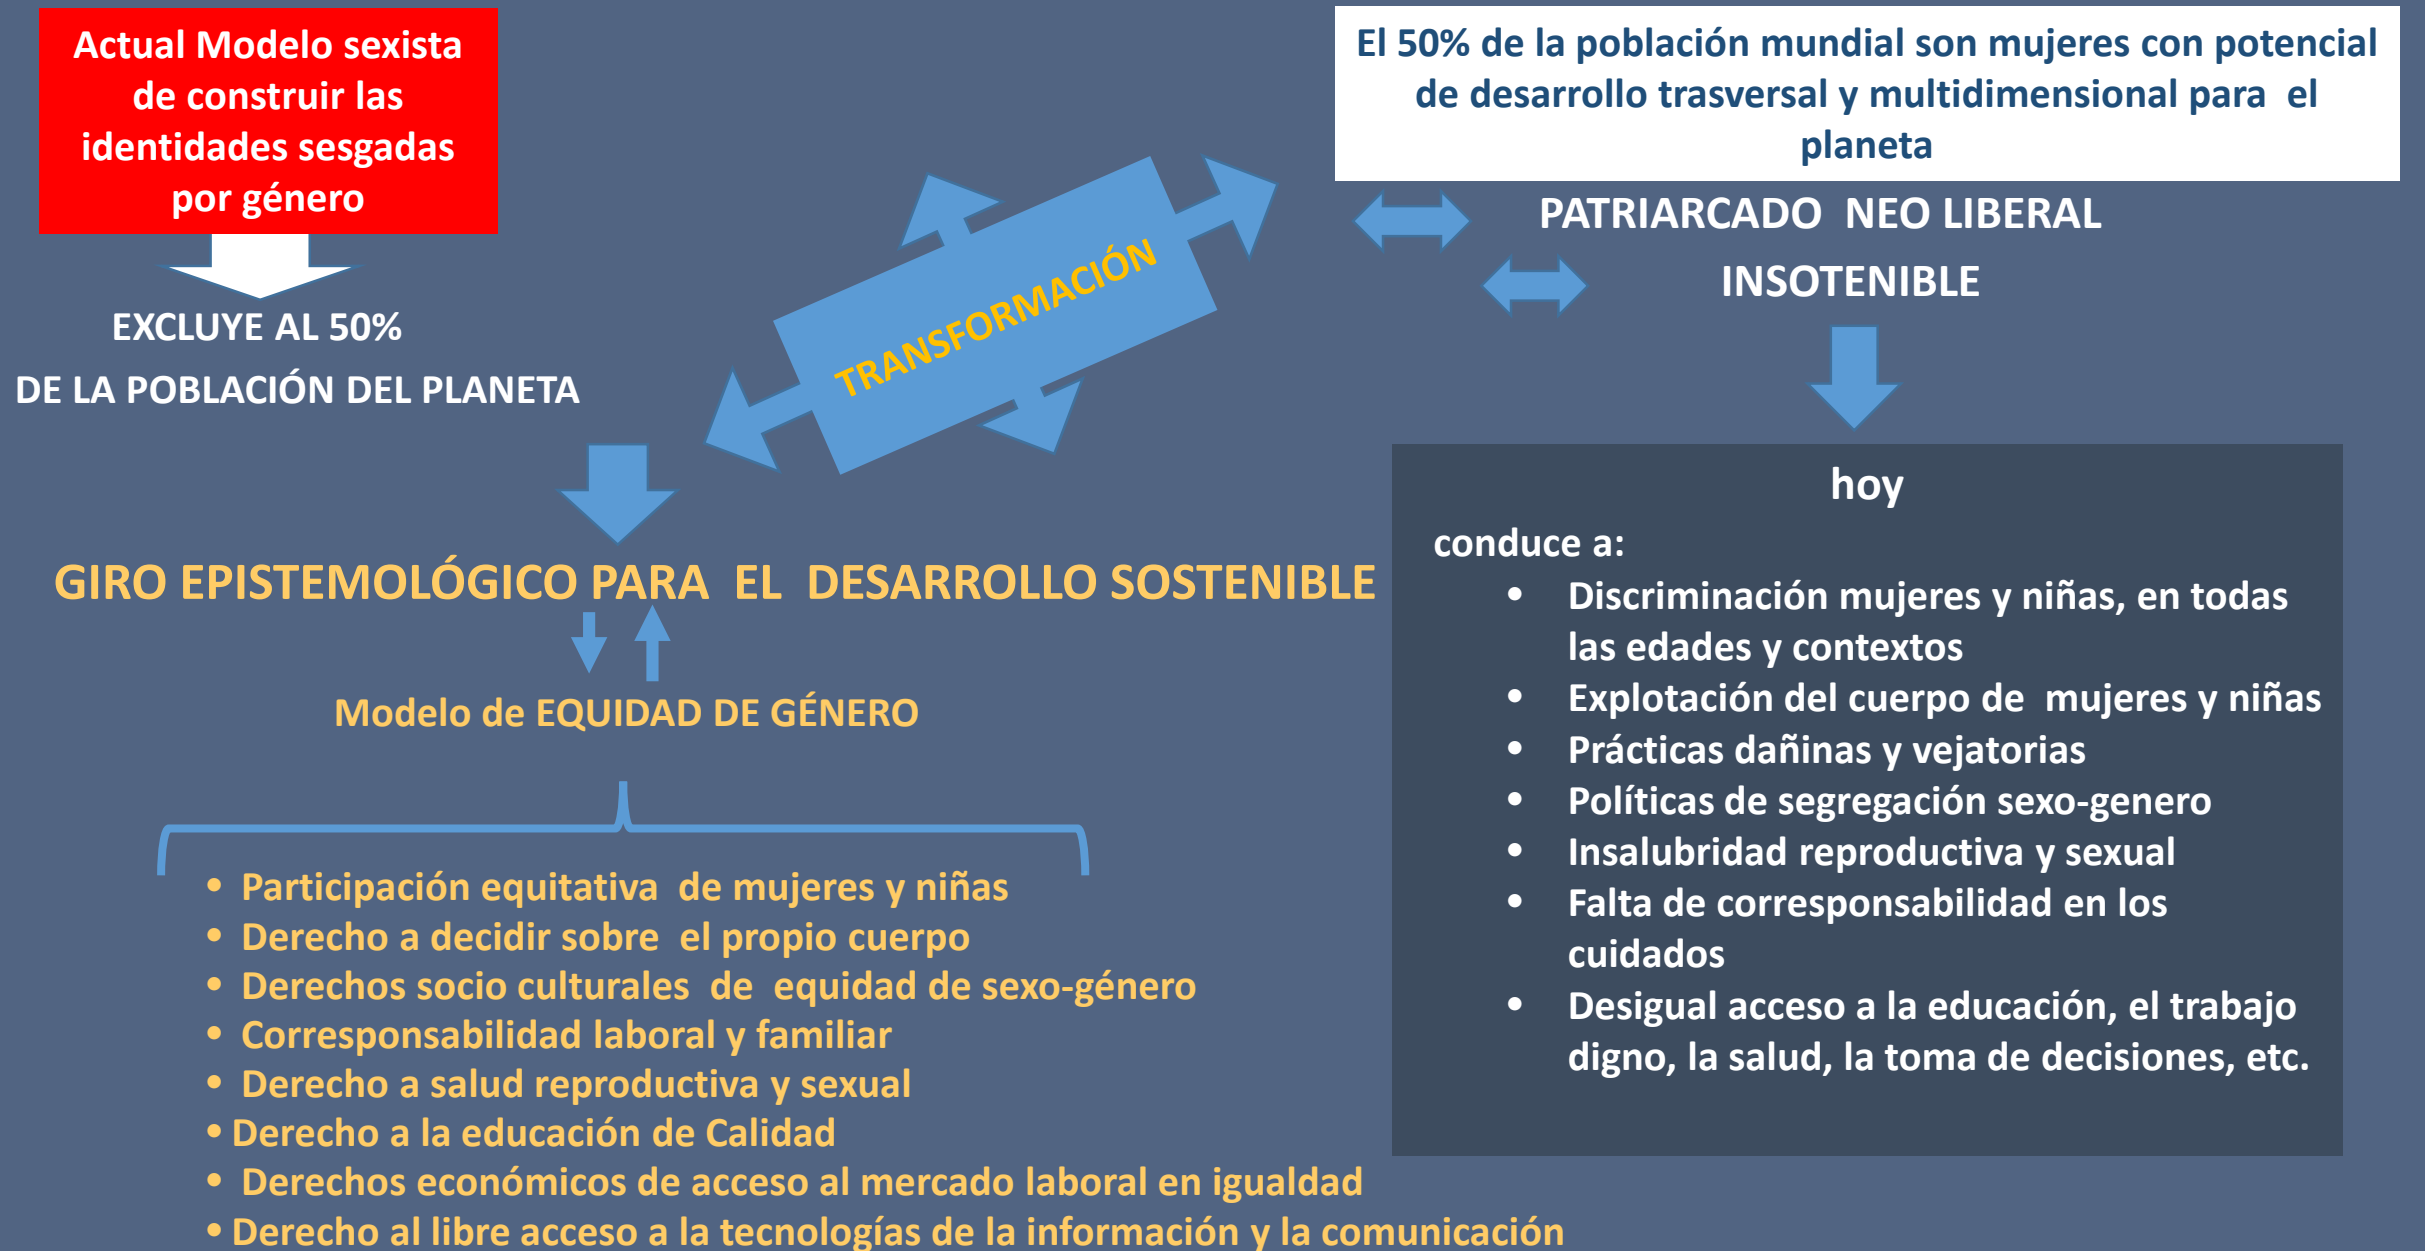 Actual Modelo sexista
de construir las
identidades sesgadas
por género
EXCLUYE AL 50%
DE LA POBLACIÓN DEL PLANETA
TRANSFORMACIÓN
El 50% de la población mundial son mujeres con potencial
de desarrollo trasversal y multidimensional para el
planeta
PATRIARCADO NEO LIBERAL
INSOTENIBLE
GIRO EPISTEMOLÓGICO PARA EL DESARROLLO SOSTENIBLE
Modelo de EQUIDAD DE GÉNERO
• Participación equitativa de mujeres y niñas
• Derecho a decidir sobre el propio cuerpo
• Derechos socio culturales de equidad de sexo-género
• Corresponsabilidad laboral y familiar
• Derecho a salud reproductiva y sexual
• Derecho a la educación de Calidad
• Derechos económicos de acceso al mercado laboral en igualdad
• Derecho al libre acceso a la tecnologías de la información y la comunicación
hoy
conduce a:
• Discriminación mujeres y niñas, en todas
las edades y contextos
• Explotación del cuerpo de mujeres y niñas
• Prácticas dañinas y vejatorias
• Políticas de segregación sexo-genero
• Insalubridad reproductiva y sexual
• Falta de corresponsabilidad en los
cuidados
• Desigual acceso a la educación, el trabajo
digno, la salud, la toma de decisiones, etc.